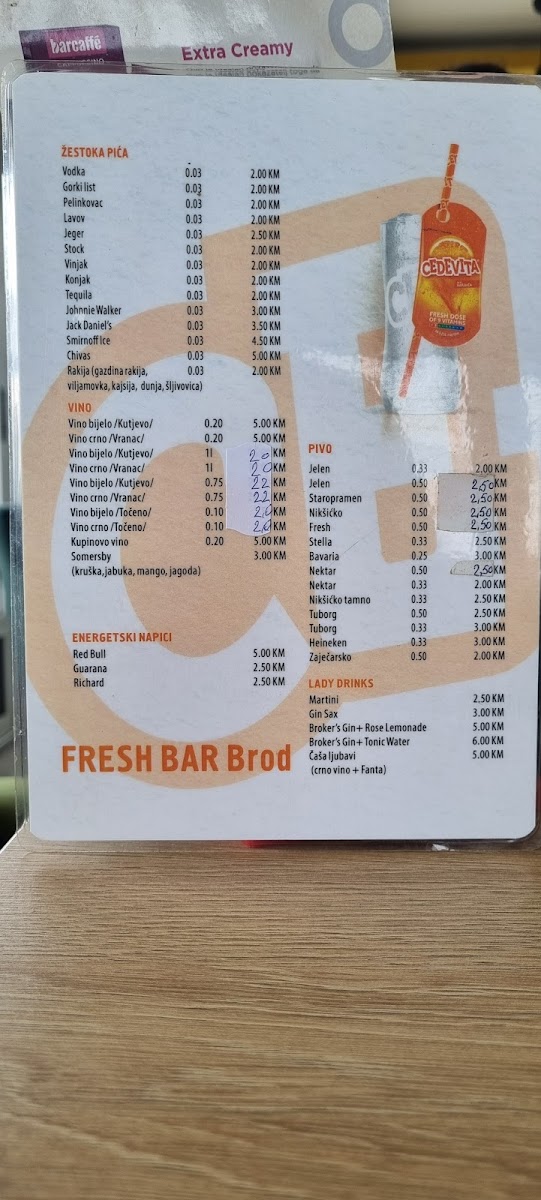 barcaffè
Extra Creamy
ŽESTOKA PIĆA
Vodka 0.03 2.00 KM
Gorki list 0.03 2.00 KM
Pelinkovac 0.03 2.00 KM
Lavov 0.03 2.00 KM
Jeger 0.03 2.50 KM
Stock 0.03 2.00 KM
Vinjak 0.03 2.00 KM
Konjak 0.03 2.00 KM
Tequila 0.03 2.00 KM
Johnnie Walker 0.03 3.00 KM
Jack Daniel's 0.03 3.50 KM
Smirnoff Ice 0.03 4.50 KM
Chivas 0.03 5.00 KM
Rakija (gazdina rakija, 0.03 2.00 KM
viljamovka, kajsija, dunja, šljivovica)
VINO
Vino bijelo /Kutjevo/ 0.20 5.00 KM
Vino crno /Vranac/ 0.20 5.00 KM
Vino bijelo /Kutjevo/ 1l 20 KM
Vino crno /Vranac/ 1l 20 KM
Vino bijelo /Kutjevo/ 0.75 22 KM
Vino crno /Vranac/ 0.75 22 KM
Vino bijelo /Točeno/ 0.10 2,0 KM
Vino crno /Točeno/ 0.10 2,0 KM
Kupinovo vino 0.20 5.00 KM
Somersby 3.00 KM
(kruška, jabuka, mango, jagoda)
ENERGETSKI NAPICI
Red Bull 5.00 KM
Guarana 2.50 KM
Richard 2.50 KM
FRESH BAR Brod
CEDEVITA
FRESH DOSE
OF 9 VITAMINS
PIVO
Jelen 0.33 2.00 KM
Jelen 0.50 2,50 KM
Staropramen 0.50 2,50 KM
Nikšićko 0.50 2,50 KM
Fresh 0.50 2,50 KM
Stella 0.33 2.50 KM
Bavaria 0.25 3.00 KM
Nektar 0.50 2,50 KM
Nektar 0.33 2.00 KM
Nikšićko tamno 0.33 2.50 KM
Tuborg 0.50 2.50 KM
Tuborg 0.33 3.00 KM
Heineken 0.33 3.00 KM
Zaječarsko 0.50 2.00 KM
LADY DRINKS
Martini 2.50 KM
Gin Sax 3.00 KM
Broker's Gin+ Rose Lemonade 5.00 KM
Broker's Gin+ Tonic Water 6.00 KM
Čaša ljubavi 5.00 KM
(crno vino + Fanta)